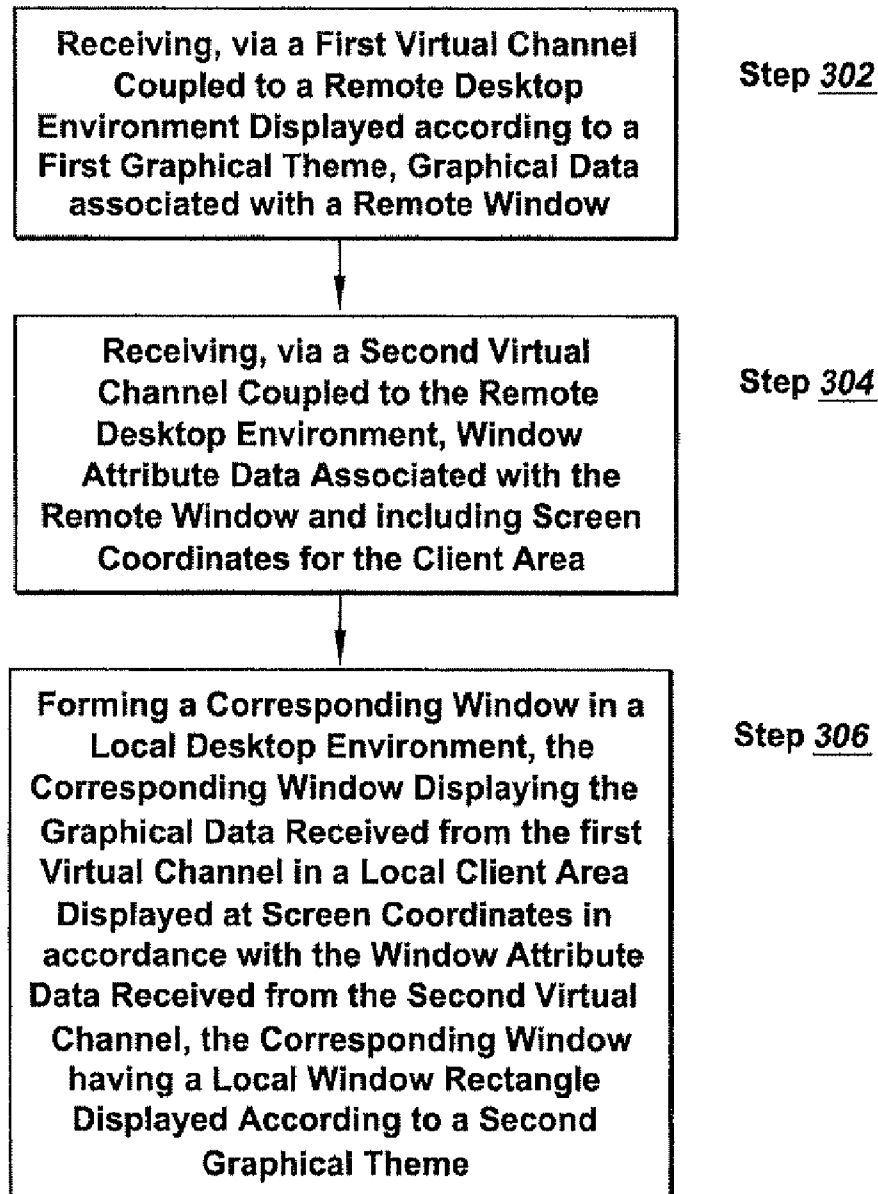 Receiving, via a First Virtual Channel
Coupled to a Remote Desktop
Environment Displayed according to a
First Graphical Theme, Graphical Data
associated with a Remote Window
Step 302
Receiving, via a Second Virtual
Channel Coupled to the Remote
Desktop Environment, Window
Attribute Data Associated with the
Remote Window and including Screen
Coordinates for the Client Area
Step 304
Forming a Corresponding Window in a
Local Desktop Environment, the
Corresponding Window Displaying the
Graphical Data Received from the first
Virtual Channel in a Local Client Area
Displayed at Screen Coordinates in
accordance with the Window Attribute
Data Received from the Second Virtual
Channel, the Corresponding Window
having a Local Window Rectangle
Displayed According to a Second
Graphical Theme
Step 306